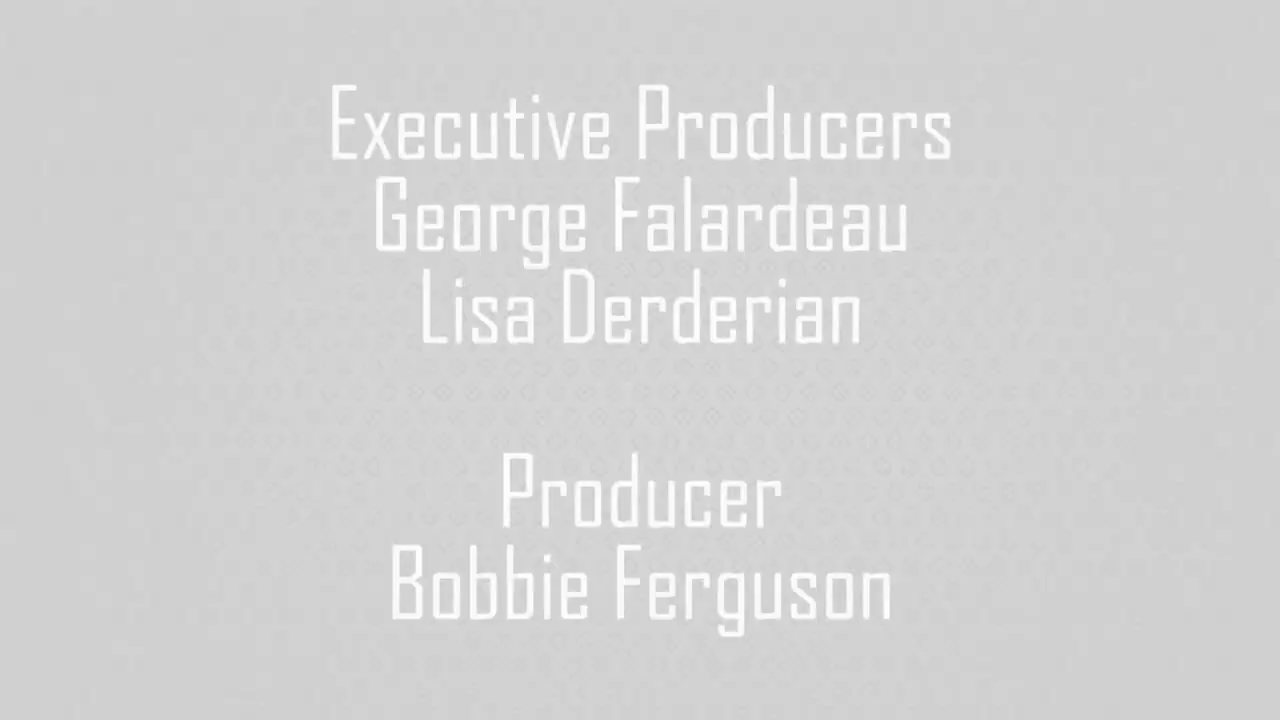 Executive Producers
George Falardeau
Lisa Derderian
Producer
Bobbie Ferguson